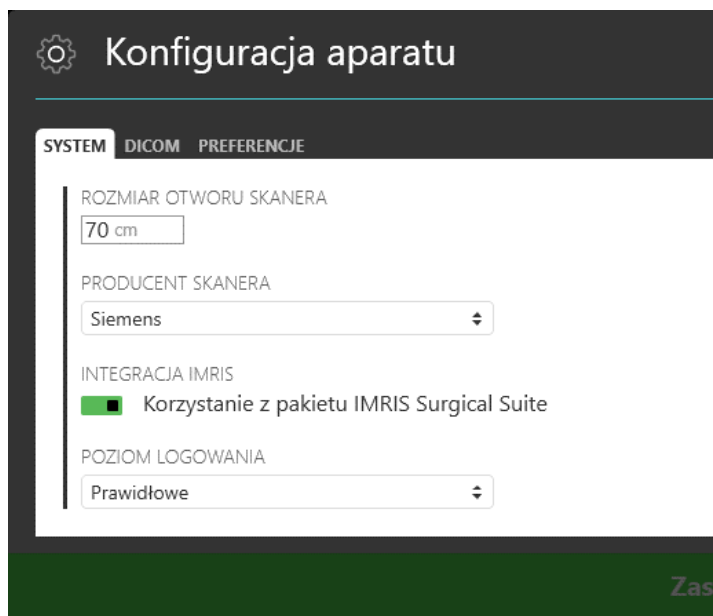 Konfiguracja aparatu
SYSTEM DICOM PREFERENCJE
ROZMIAR OTWORU SKANERA
70 cm
PRODUCENT SKANERA
Siemens
INTEGRACJA IMRIS
Korzystanie z pakietu IMRIS Surgical Suite
POZIOM LOGOWANIA
Prawidłowe
Zas